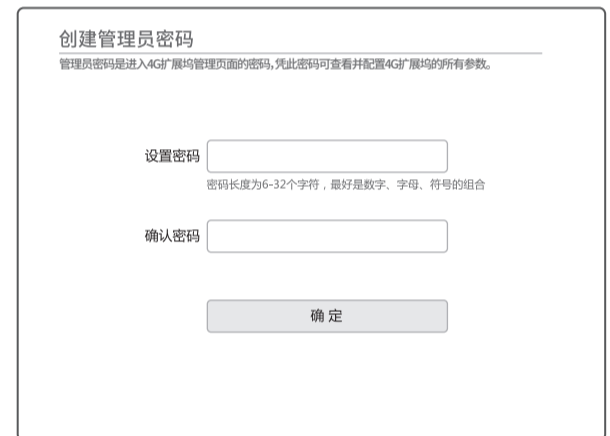 创建管理员密码
管理员密码是进入4G扩展坞管理页面的密码,凭此密码可查看并配置4G扩展坞的所有参数。
设置密码
密码长度为6-32个字符，最好是数字、字母、符号的组合
确认密码
确 定